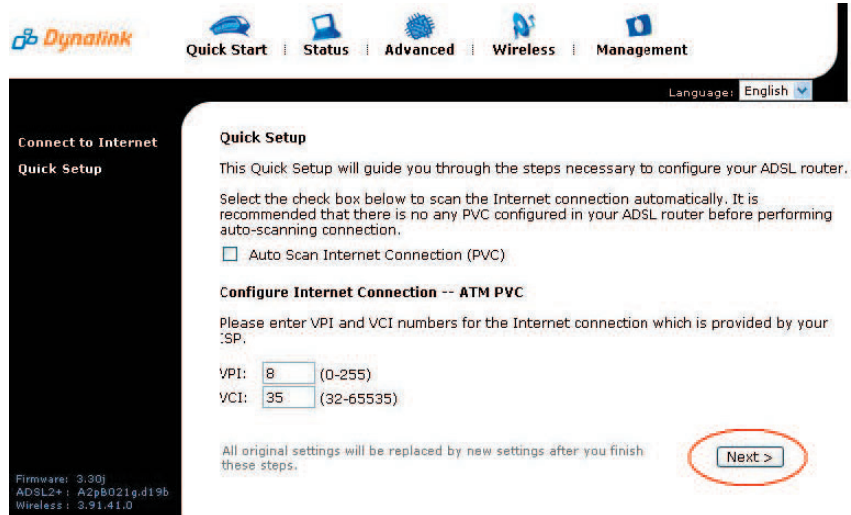 Dynalink
Quick Start | Status | Advanced | Wireless | Management
Language: English
Connect to Internet
Quick Setup
Quick Setup
This Quick Setup will guide you through the steps necessary to configure your ADSL router.
Select the check box below to scan the Internet connection automatically. It is
recommended that there is no any PVC configured in your ADSL router before performing
auto-scanning connection.
Auto Scan Internet Connection (PVC)
Configure Internet Connection -- ATM PVC
Please enter VPI and VCI numbers for the Internet connection which is provided by your
ISP.
VPI: 8 (0-255)
VCI: 35 (32-65535)
All original settings will be replaced by new settings after you finish
these steps.
Next >
Firmware: 3.30j
ADSL2+: A2pB021g.d19b
Wireless: 3.91.41.0